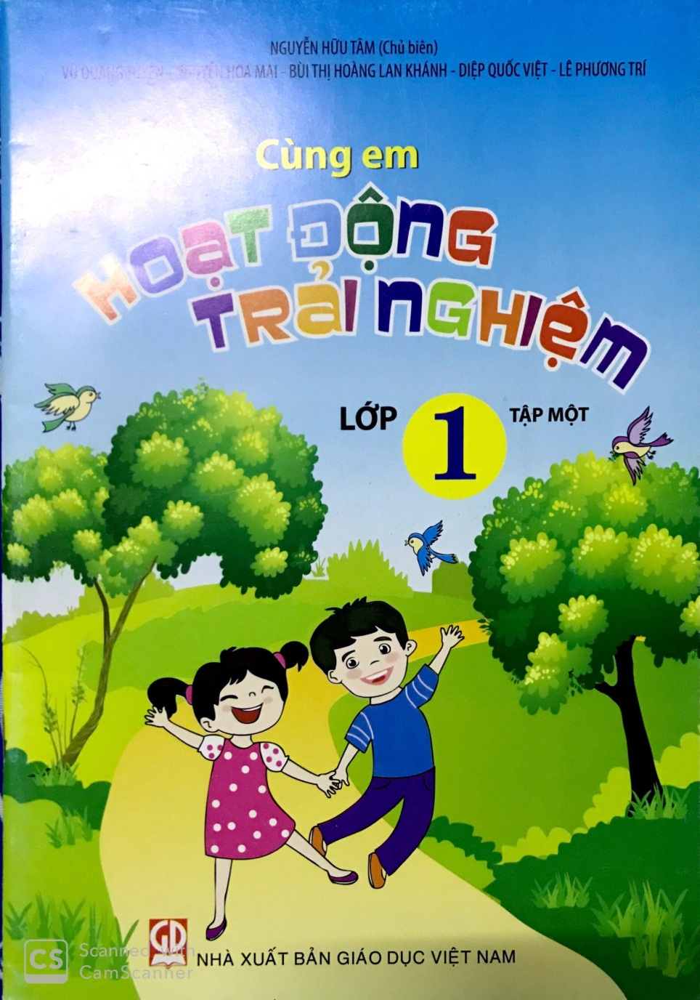 NGUYỄN HỮU TÂM (Chủ biên)
VŨ QUANG TUYÊN - NGUYỄN HOA MAI - BÙI THỊ HOÀNG LAN KHÁNH - DIỆP QUỐC VIỆT - LÊ PHƯƠNG TRÍ
Cùng em
HOẠT ĐỘNG
TRẢI NGHIỆM
LỚP 1 TẬP MỘT
GD
NHÀ XUẤT BẢN GIÁO DỤC VIỆT NAM
CS Scanned with
CamScanner